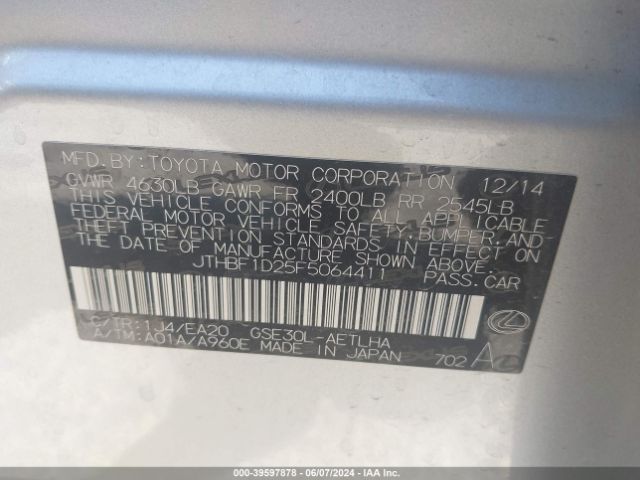 MFD. BY: TOYOTA MOTOR CORPORATION 12/14
GVWR 4630LB GAWR FR 2400LB RR 2545LB
THIS VEHICLE CONFORMS TO ALL APPLICABLE
FEDERAL MOTOR VEHICLE SAFETY, BUMPER, AND
THEFT PREVENTION STANDARDS IN EFFECT ON
THE DATE OF MANUFACTURE SHOWN ABOVE.
JTHBF1D25F5064411 PASS. CAR
C/TR: 1J4/EA20 GSE30L-AETLHA
A/TM: A01A/A960E MADE IN JAPAN 702 A
000-39597878 | 06/07/2024 | IAA Inc.